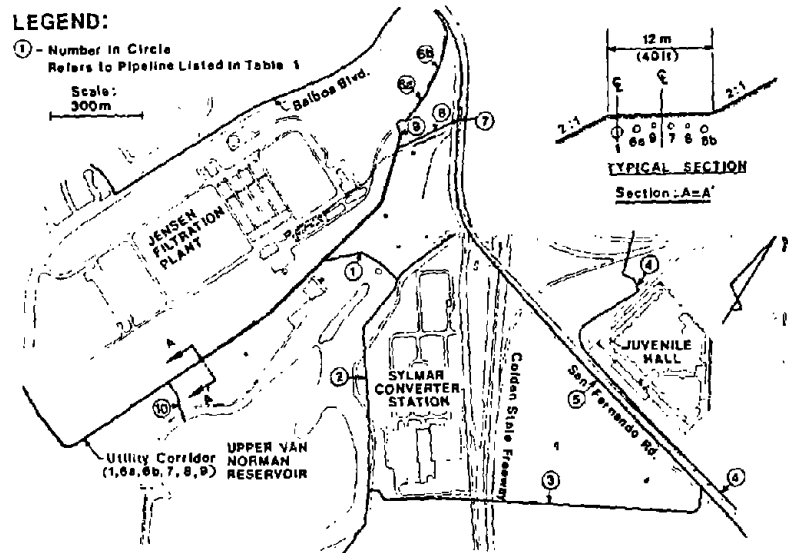 LEGEND:
① - Number in Circle
Refers to Pipeline Listed in Table 1
Scale:
300m
Balboa Blvd.
6b
6a
9
8
7
12 m
(40 ft)
℄
℄
2:1
2:1
1
6a
9
7
8
6b
TYPICAL SECTION
Section: A=A'
JENSEN
FILTRATION
PLANT
1
4
JUVENILE
HALL
A
A
2
SYLMAR
CONVERTER
STATION
Golden State Freeway
San Fernando Rd.
5
10
Utility Corridor
(1,6a,6b,7,8,9)
UPPER VAN
NORMAN
RESERVOIR
3
4